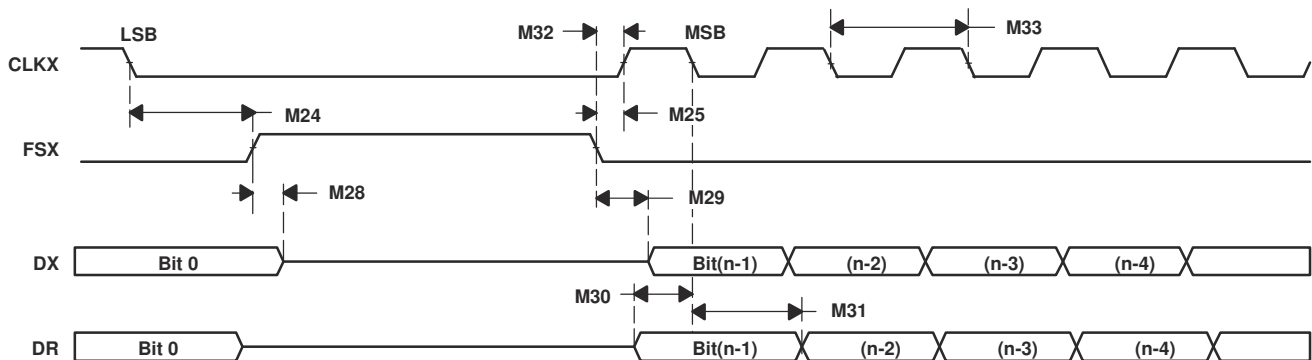 LSB M32 MSB M33
CLKX
M24 M25
FSX
M28 M29
DX Bit 0 Bit(n-1) (n-2) (n-3) (n-4)
M30 M31
DR Bit 0 Bit(n-1) (n-2) (n-3) (n-4)